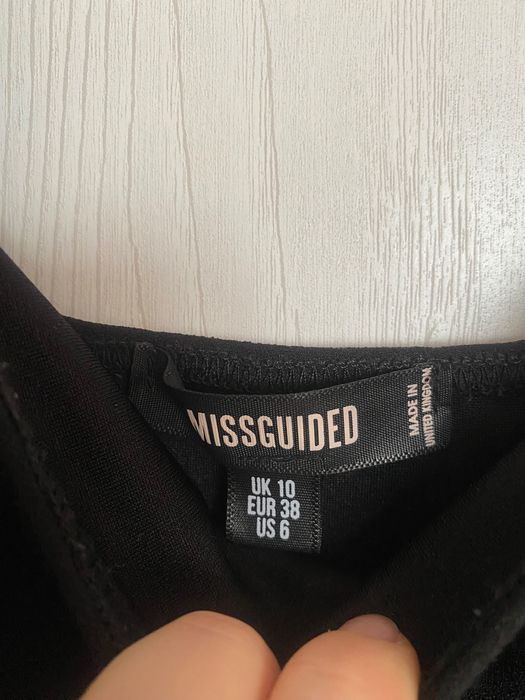 MISSGUIDED
MADE IN
UNITED KINGDOM
UK 10
EUR 38
US 6